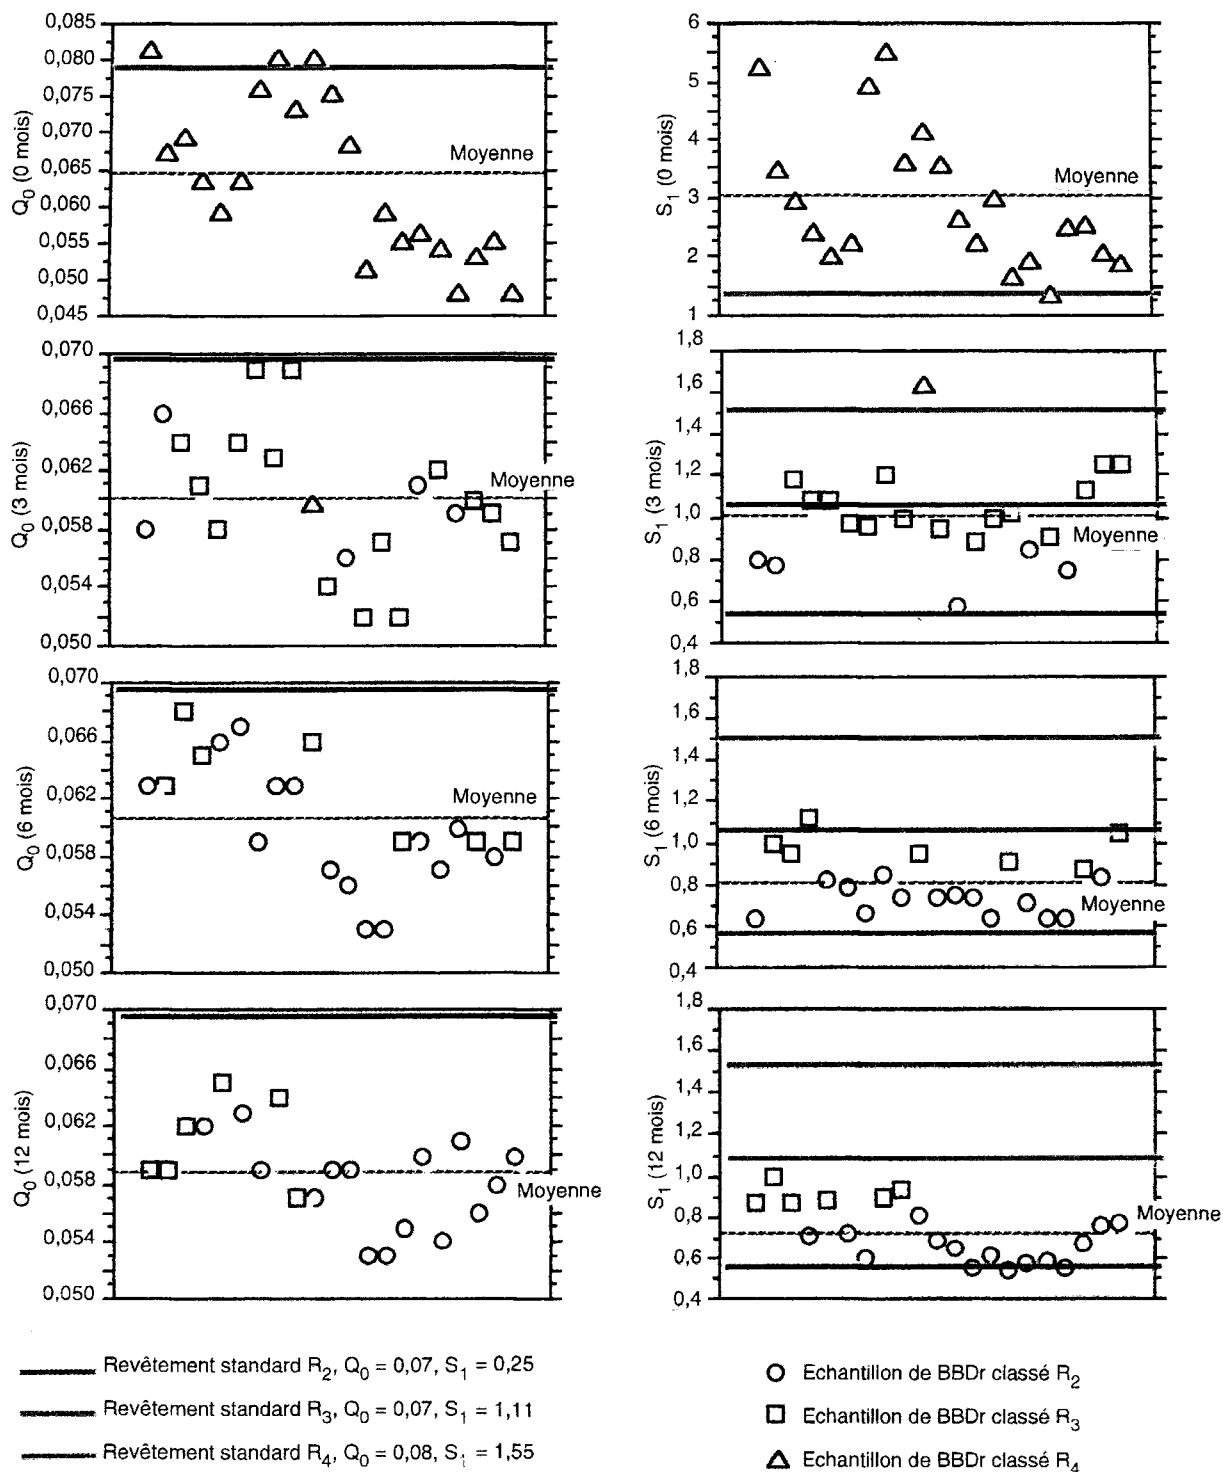 0,085
0,080
0,075
0,070
0,065
0,060
0,055
0,050
0,045
Q0 (0 mois)
Moyenne
6
5
4
3
2
1
S1 (0 mois)
Moyenne
0,070
0,066
0,062
0,058
0,054
0,050
Q0 (3 mois)
Moyenne
1,8
1,6
1,4
1,2
1,0
0,8
0,6
0,4
S1 (3 mois)
Moyenne
0,070
0,066
0,062
0,058
0,054
0,050
Q0 (6 mois)
Moyenne
1,8
1,6
1,4
1,2
1,0
0,8
0,6
0,4
S1 (6 mois)
Moyenne
0,070
0,066
0,062
0,058
0,054
0,050
Q0 (12 mois)
Moyenne
1,8
1,6
1,4
1,2
1,0
0,8
0,6
0,4
S1 (12 mois)
Moyenne
Revêtement standard R2, Q0 = 0,07, S1 = 0,25
Revêtement standard R3, Q0 = 0,07, S1 = 1,11
Revêtement standard R4, Q0 = 0,08, S1 = 1,55
Echantillon de BBDr classé R2
Echantillon de BBDr classé R3
Echantillon de BBDr classé R4